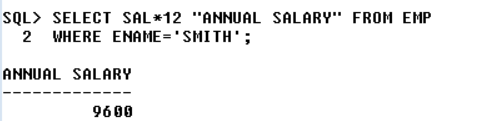 SQL> SELECT SAL*12 "ANNUAL SALARY" FROM EMP
2 WHERE ENAME='SMITH';
ANNUAL SALARY
-------------
9600